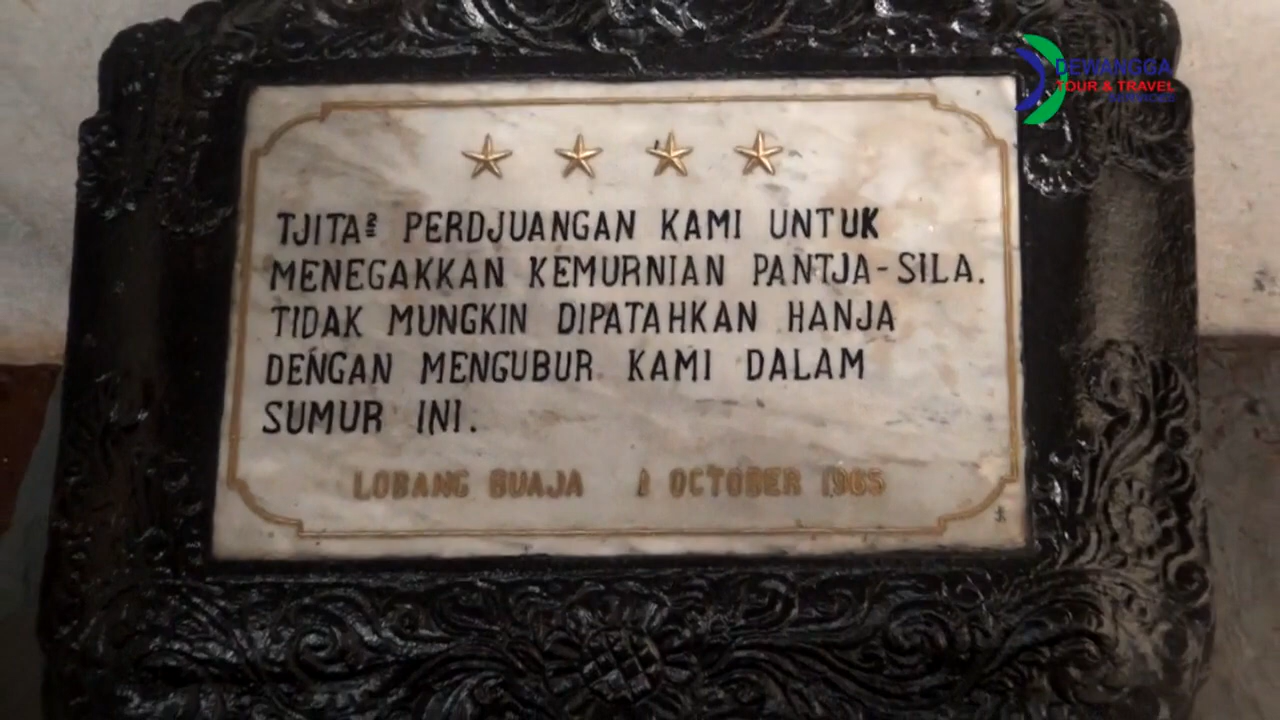 DEWANGGA
TOUR & TRAVEL
TJITA² PERDJUANGAN KAMI UNTUK
MENEGAKKAN KEMURNIAN PANTJA-SILA.
TIDAK MUNGKIN DIPATAHKAN HANJA
DENGAN MENGUBUR KAMI DALAM
SUMUR INI.
LOBANG BUAJA 1 OCTOBER 1965